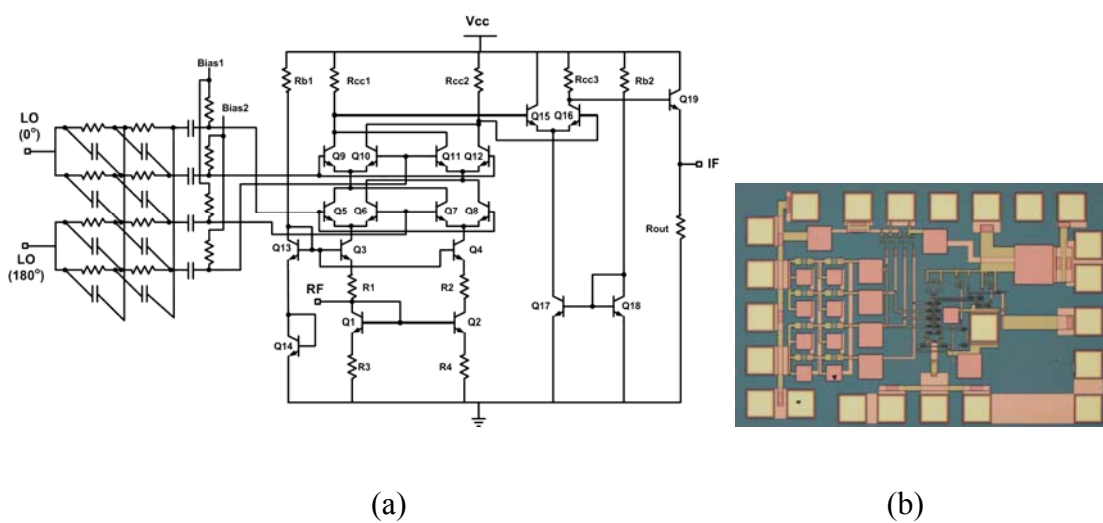 Vcc
Rb1
Rcc1
Rcc2
Rcc3
Rb2
Bias1
Bias2
Q19
Q15
Q16
LO
(0°)
Q9
Q10
Q11
Q12
IF
Q5
Q6
Q7
Q8
Rout
Q13
Q3
Q4
LO
(180°)
R1
R2
RF
Q17
Q18
Q1
Q2
Q14
R3
R4
(a)
(b)